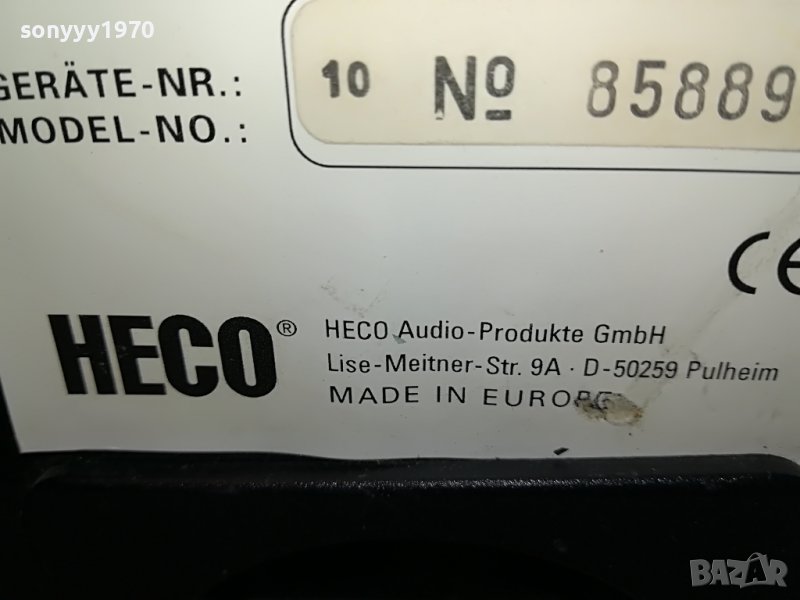 sonyyy1970
GERÄTE-NR.: 10 Nº 85889
MODEL-NO.:
CE
HECO® HECO Audio-Produkte GmbH
Lise-Meitner-Str. 9A · D-50259 Pulheim
MADE IN EUROPE
BAZAR